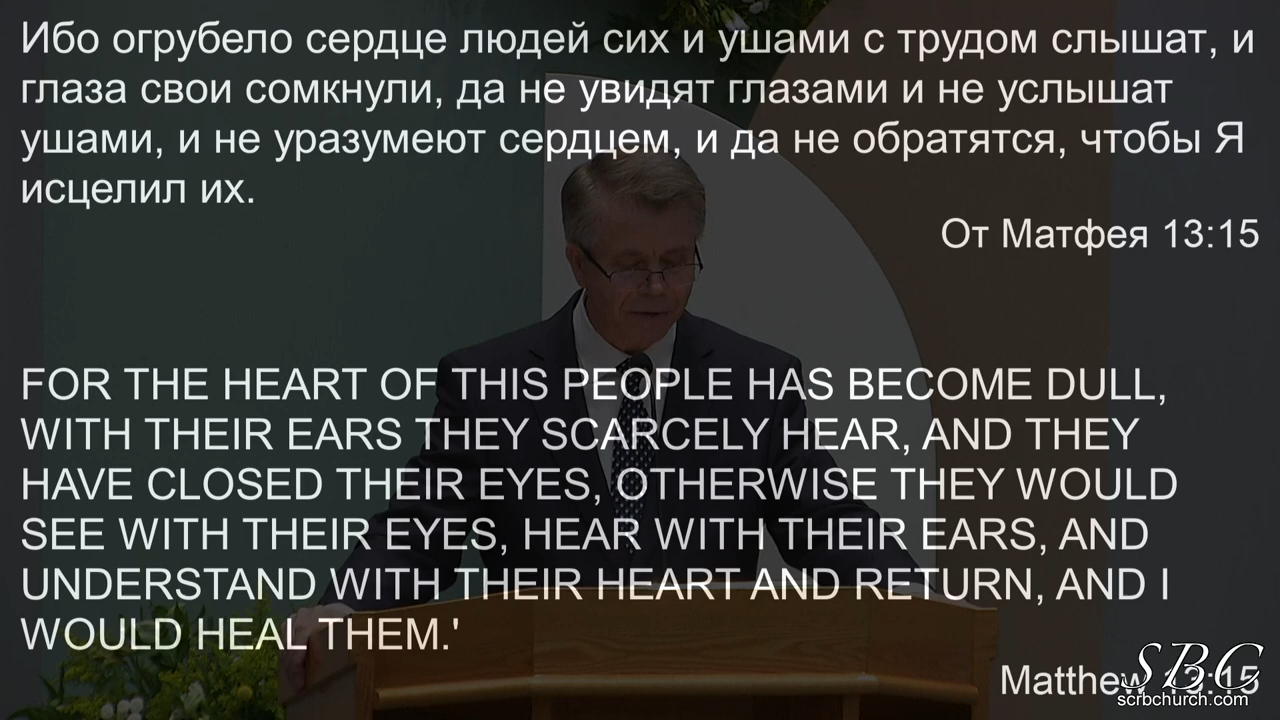 Ибо огрубело сердце людей сих и ушами с трудом слышат, и
глаза свои сомкнули, да не увидят глазами и не услышат
ушами, и не уразумеют сердцем, и да не обратятся, чтобы Я
исцелил их.
От Матфея 13:15
FOR THE HEART OF THIS PEOPLE HAS BECOME DULL,
WITH THEIR EARS THEY SCARCELY HEAR, AND THEY
HAVE CLOSED THEIR EYES, OTHERWISE THEY WOULD
SEE WITH THEIR EYES, HEAR WITH THEIR EARS, AND
UNDERSTAND WITH THEIR HEART AND RETURN, AND I
WOULD HEAL THEM.'
Matthew 13:15
SBC
scrbchurch.com